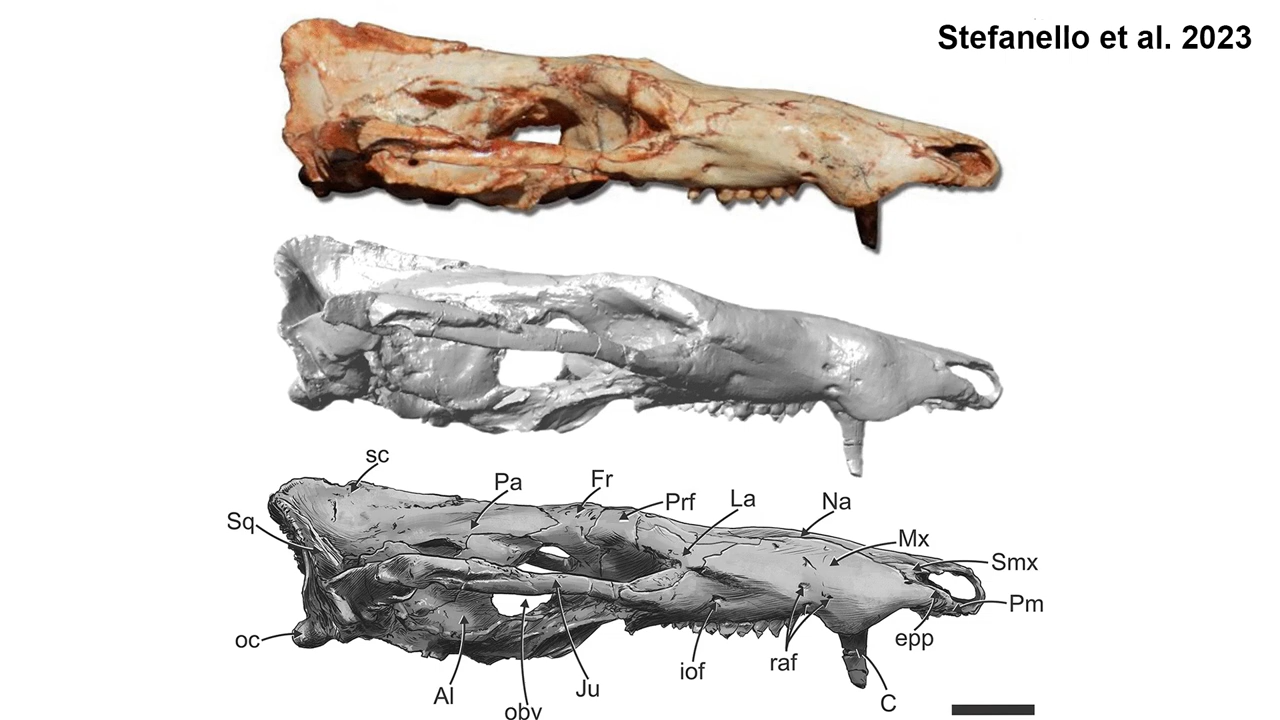 Stefanello et al. 2023
sc
Pa
Fr
Prf
La
Na
Sq
Mx
Smx
Pm
oc
epp
iof
raf
Al
Ju
C
obv